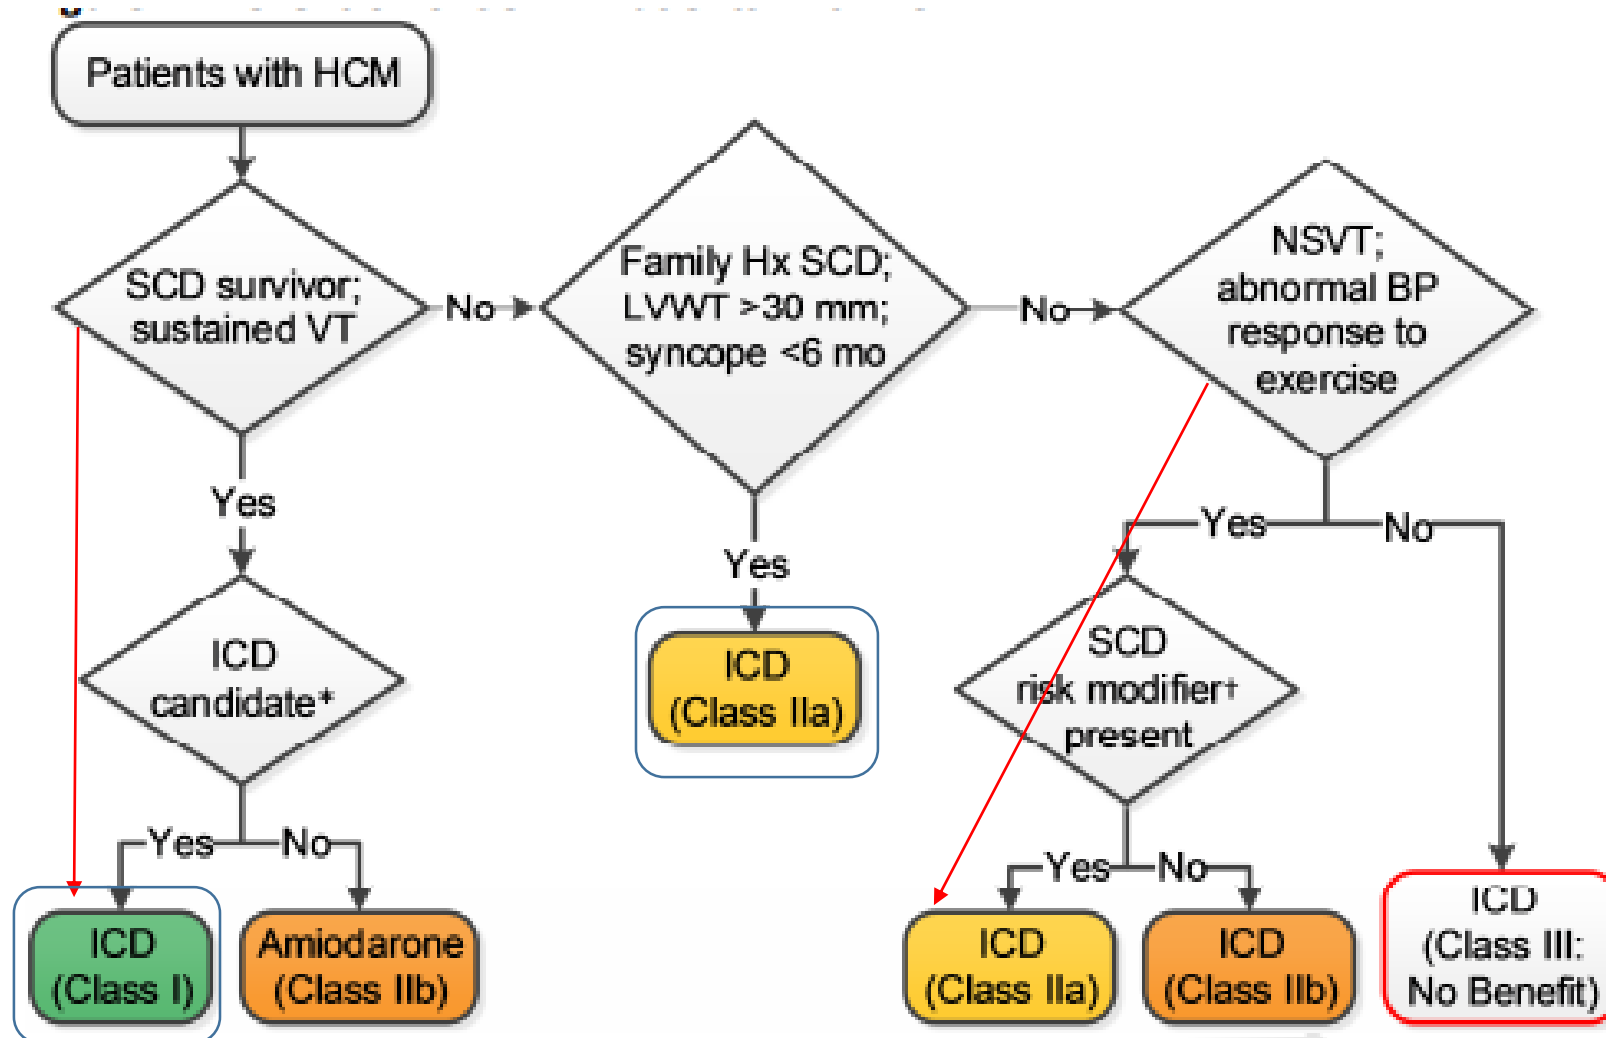 Patients with HCM
SCD survivor;
sustained VT
No
Family Hx SCD;
LVWT >30 mm;
syncope <6 mo
No
NSVT;
abnormal BP
response to
exercise
Yes
Yes
Yes
No
ICD
candidate*
ICD
(Class IIa)
SCD
risk modifier†
present
Yes
No
Yes
No
ICD
(Class I)
Amiodarone
(Class IIb)
ICD
(Class IIa)
ICD
(Class IIb)
ICD
(Class III:
No Benefit)